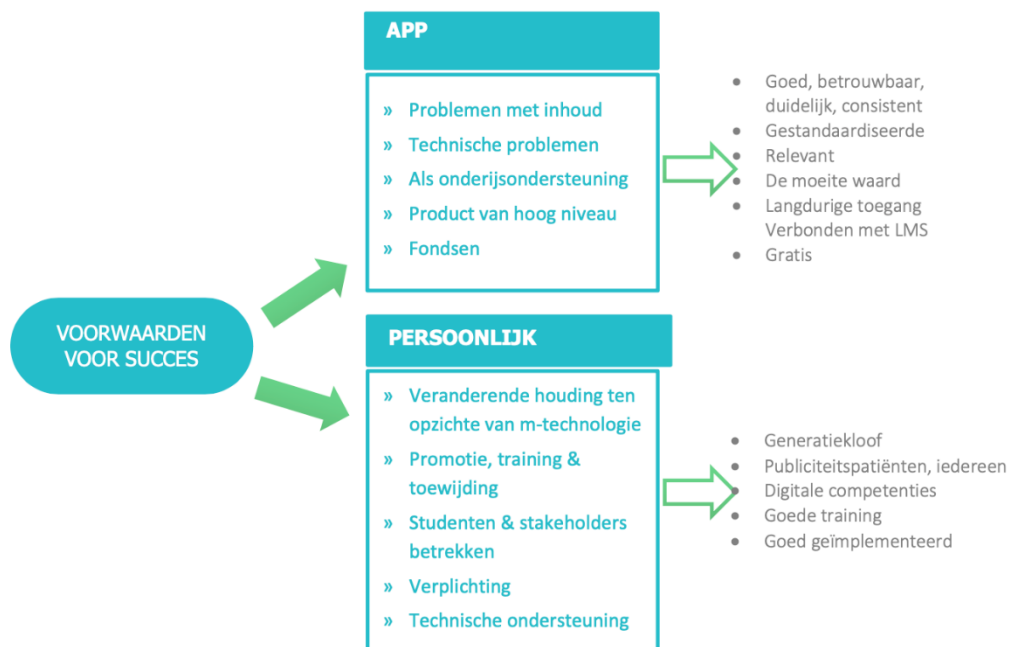 VOORWAARDEN
VOOR SUCCES
APP
» Problemen met inhoud
» Technische problemen
» Als onderijsondersteuning
» Product van hoog niveau
» Fondsen
• Goed, betrouwbaar,
duidelijk, consistent
• Gestandaardiseerde
• Relevant
• De moeite waard
• Langdurige toegang
Verbonden met LMS
• Gratis
PERSOONLIJK
» Veranderende houding ten
opzichte van m-technologie
» Promotie, training &
toewijding
» Studenten & stakeholders
betrekken
» Verplichting
» Technische ondersteuning
• Generatiekloof
• Publiciteitspatiënten, iedereen
• Digitale competenties
• Goede training
• Goed geïmplementeerd